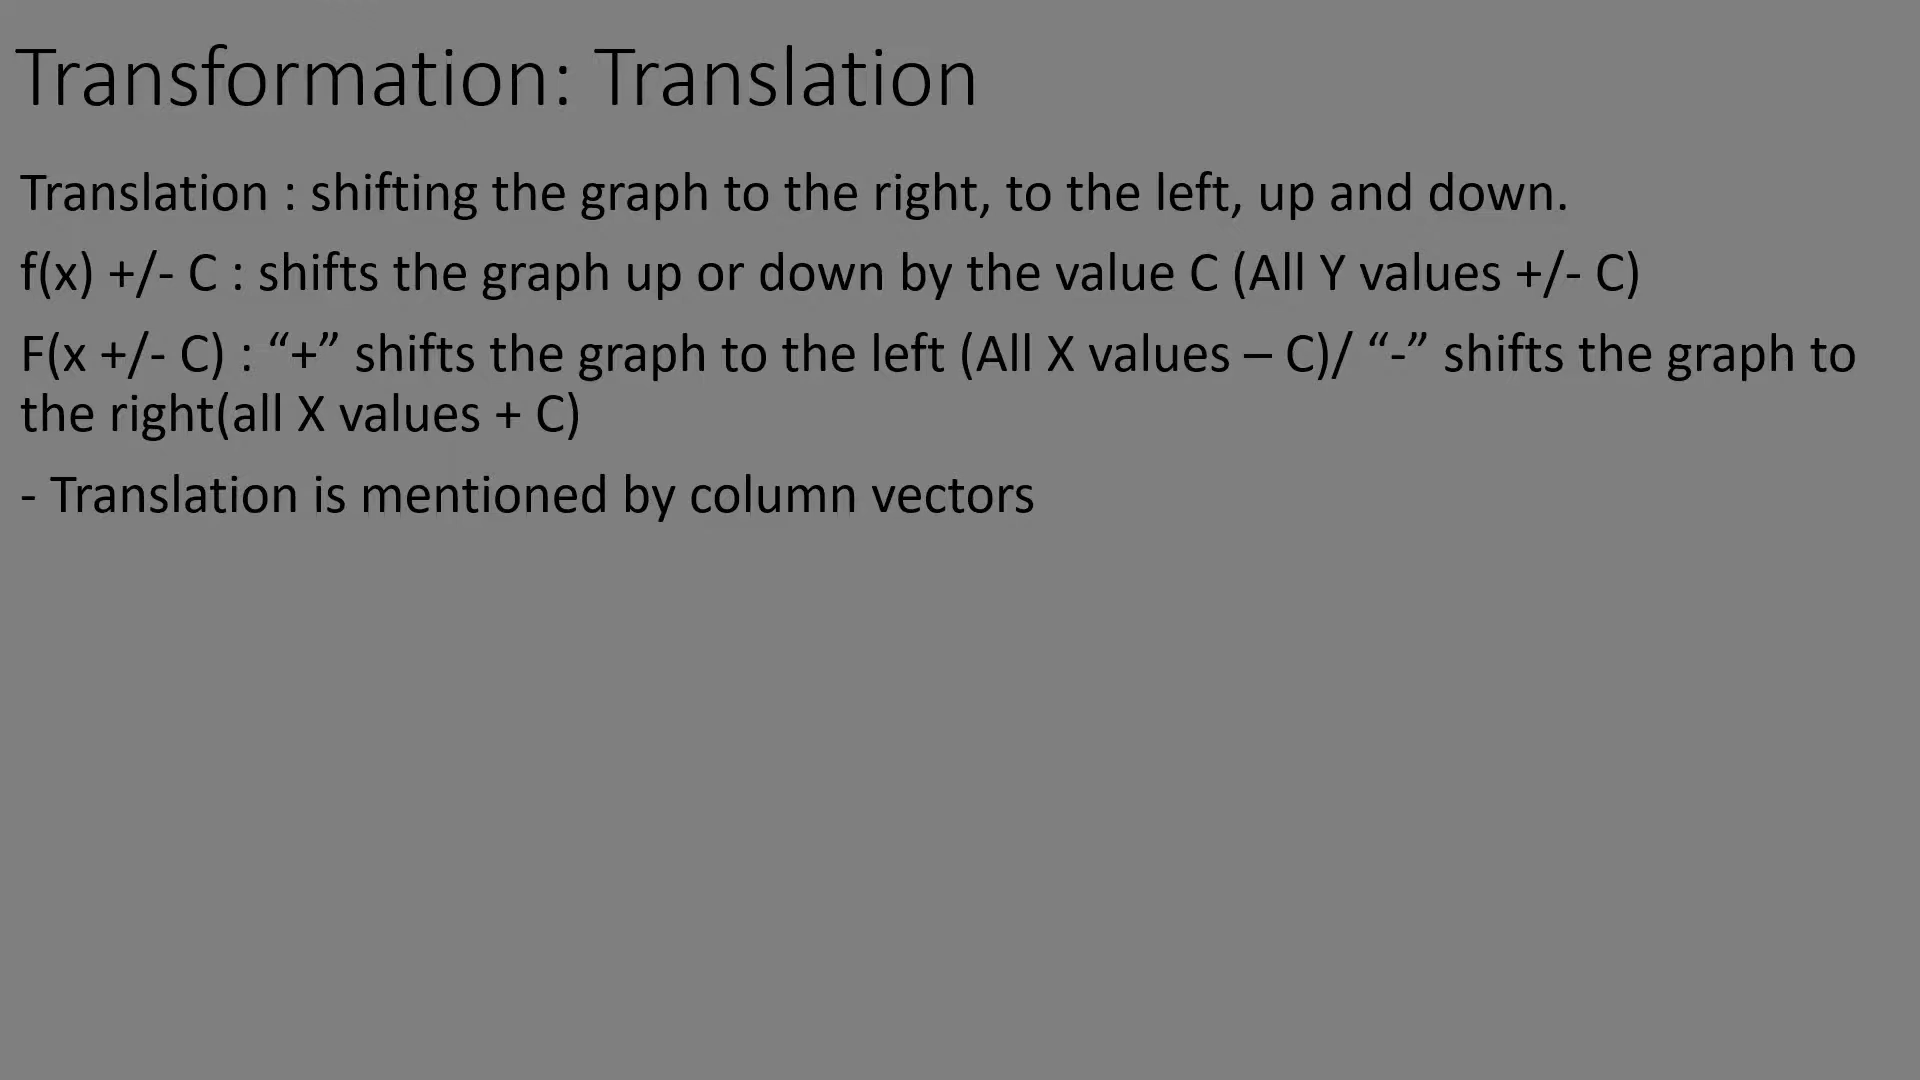 Transformation: Translation
Translation : shifting the graph to the right, to the left, up and down.
f(x) +/- C : shifts the graph up or down by the value C (All Y values +/- C)
F(x +/- C) : “+” shifts the graph to the left (All X values – C)/ “-” shifts the graph to
the right(all X values + C)
- Translation is mentioned by column vectors